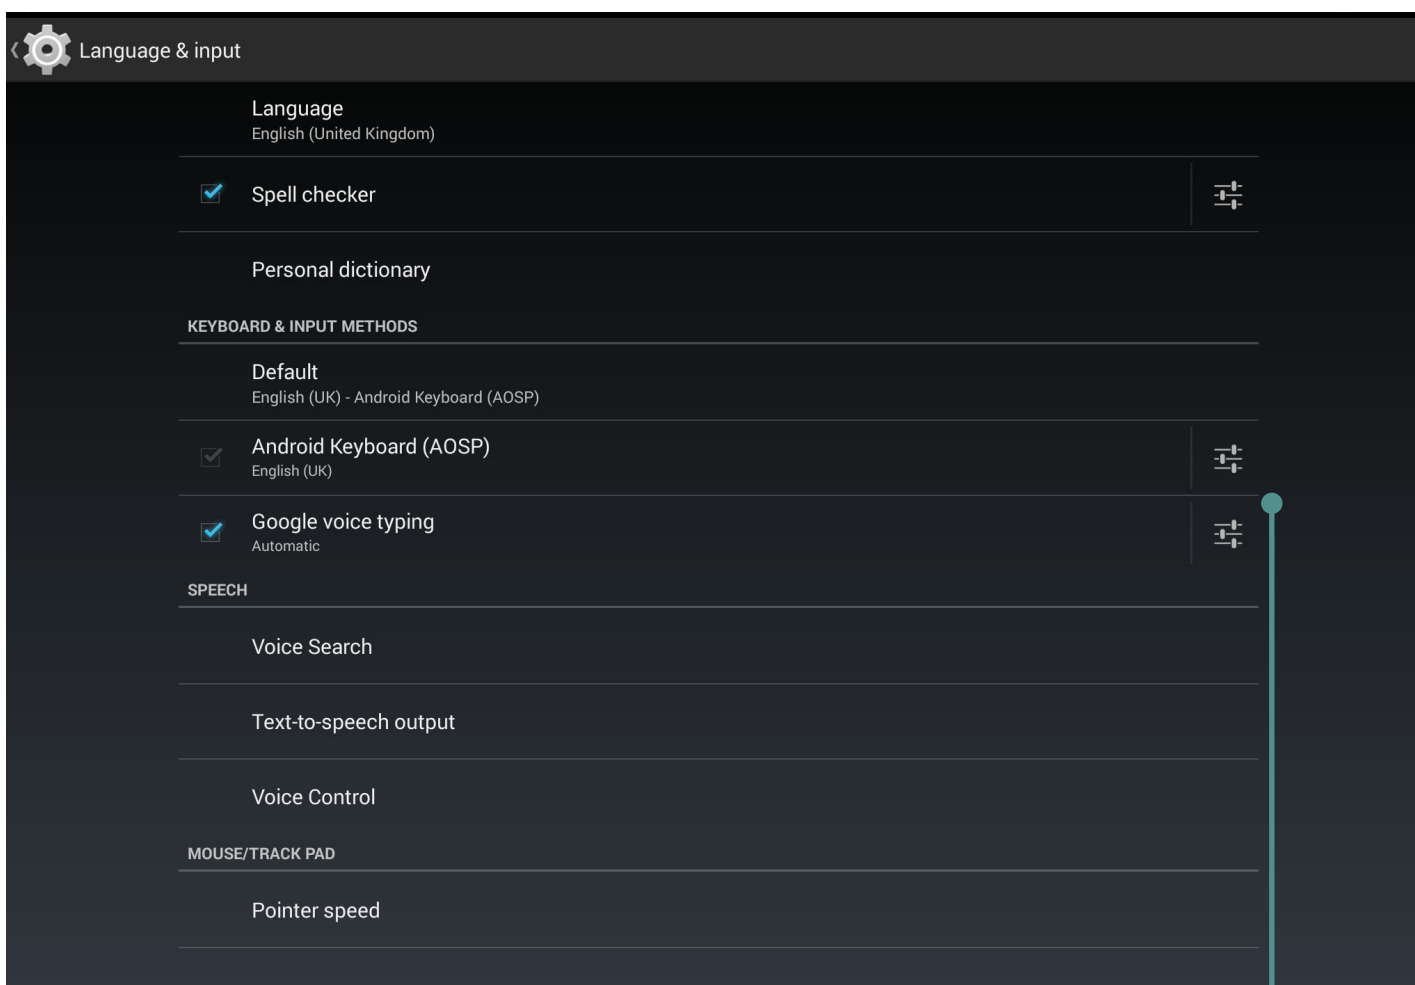 Language & input
Language
English (United Kingdom)
Spell checker
Personal dictionary
KEYBOARD & INPUT METHODS
Default
English (UK) - Android Keyboard (AOSP)
Android Keyboard (AOSP)
English (UK)
Google voice typing
Automatic
SPEECH
Voice Search
Text-to-speech output
Voice Control
MOUSE/TRACK PAD
Pointer speed